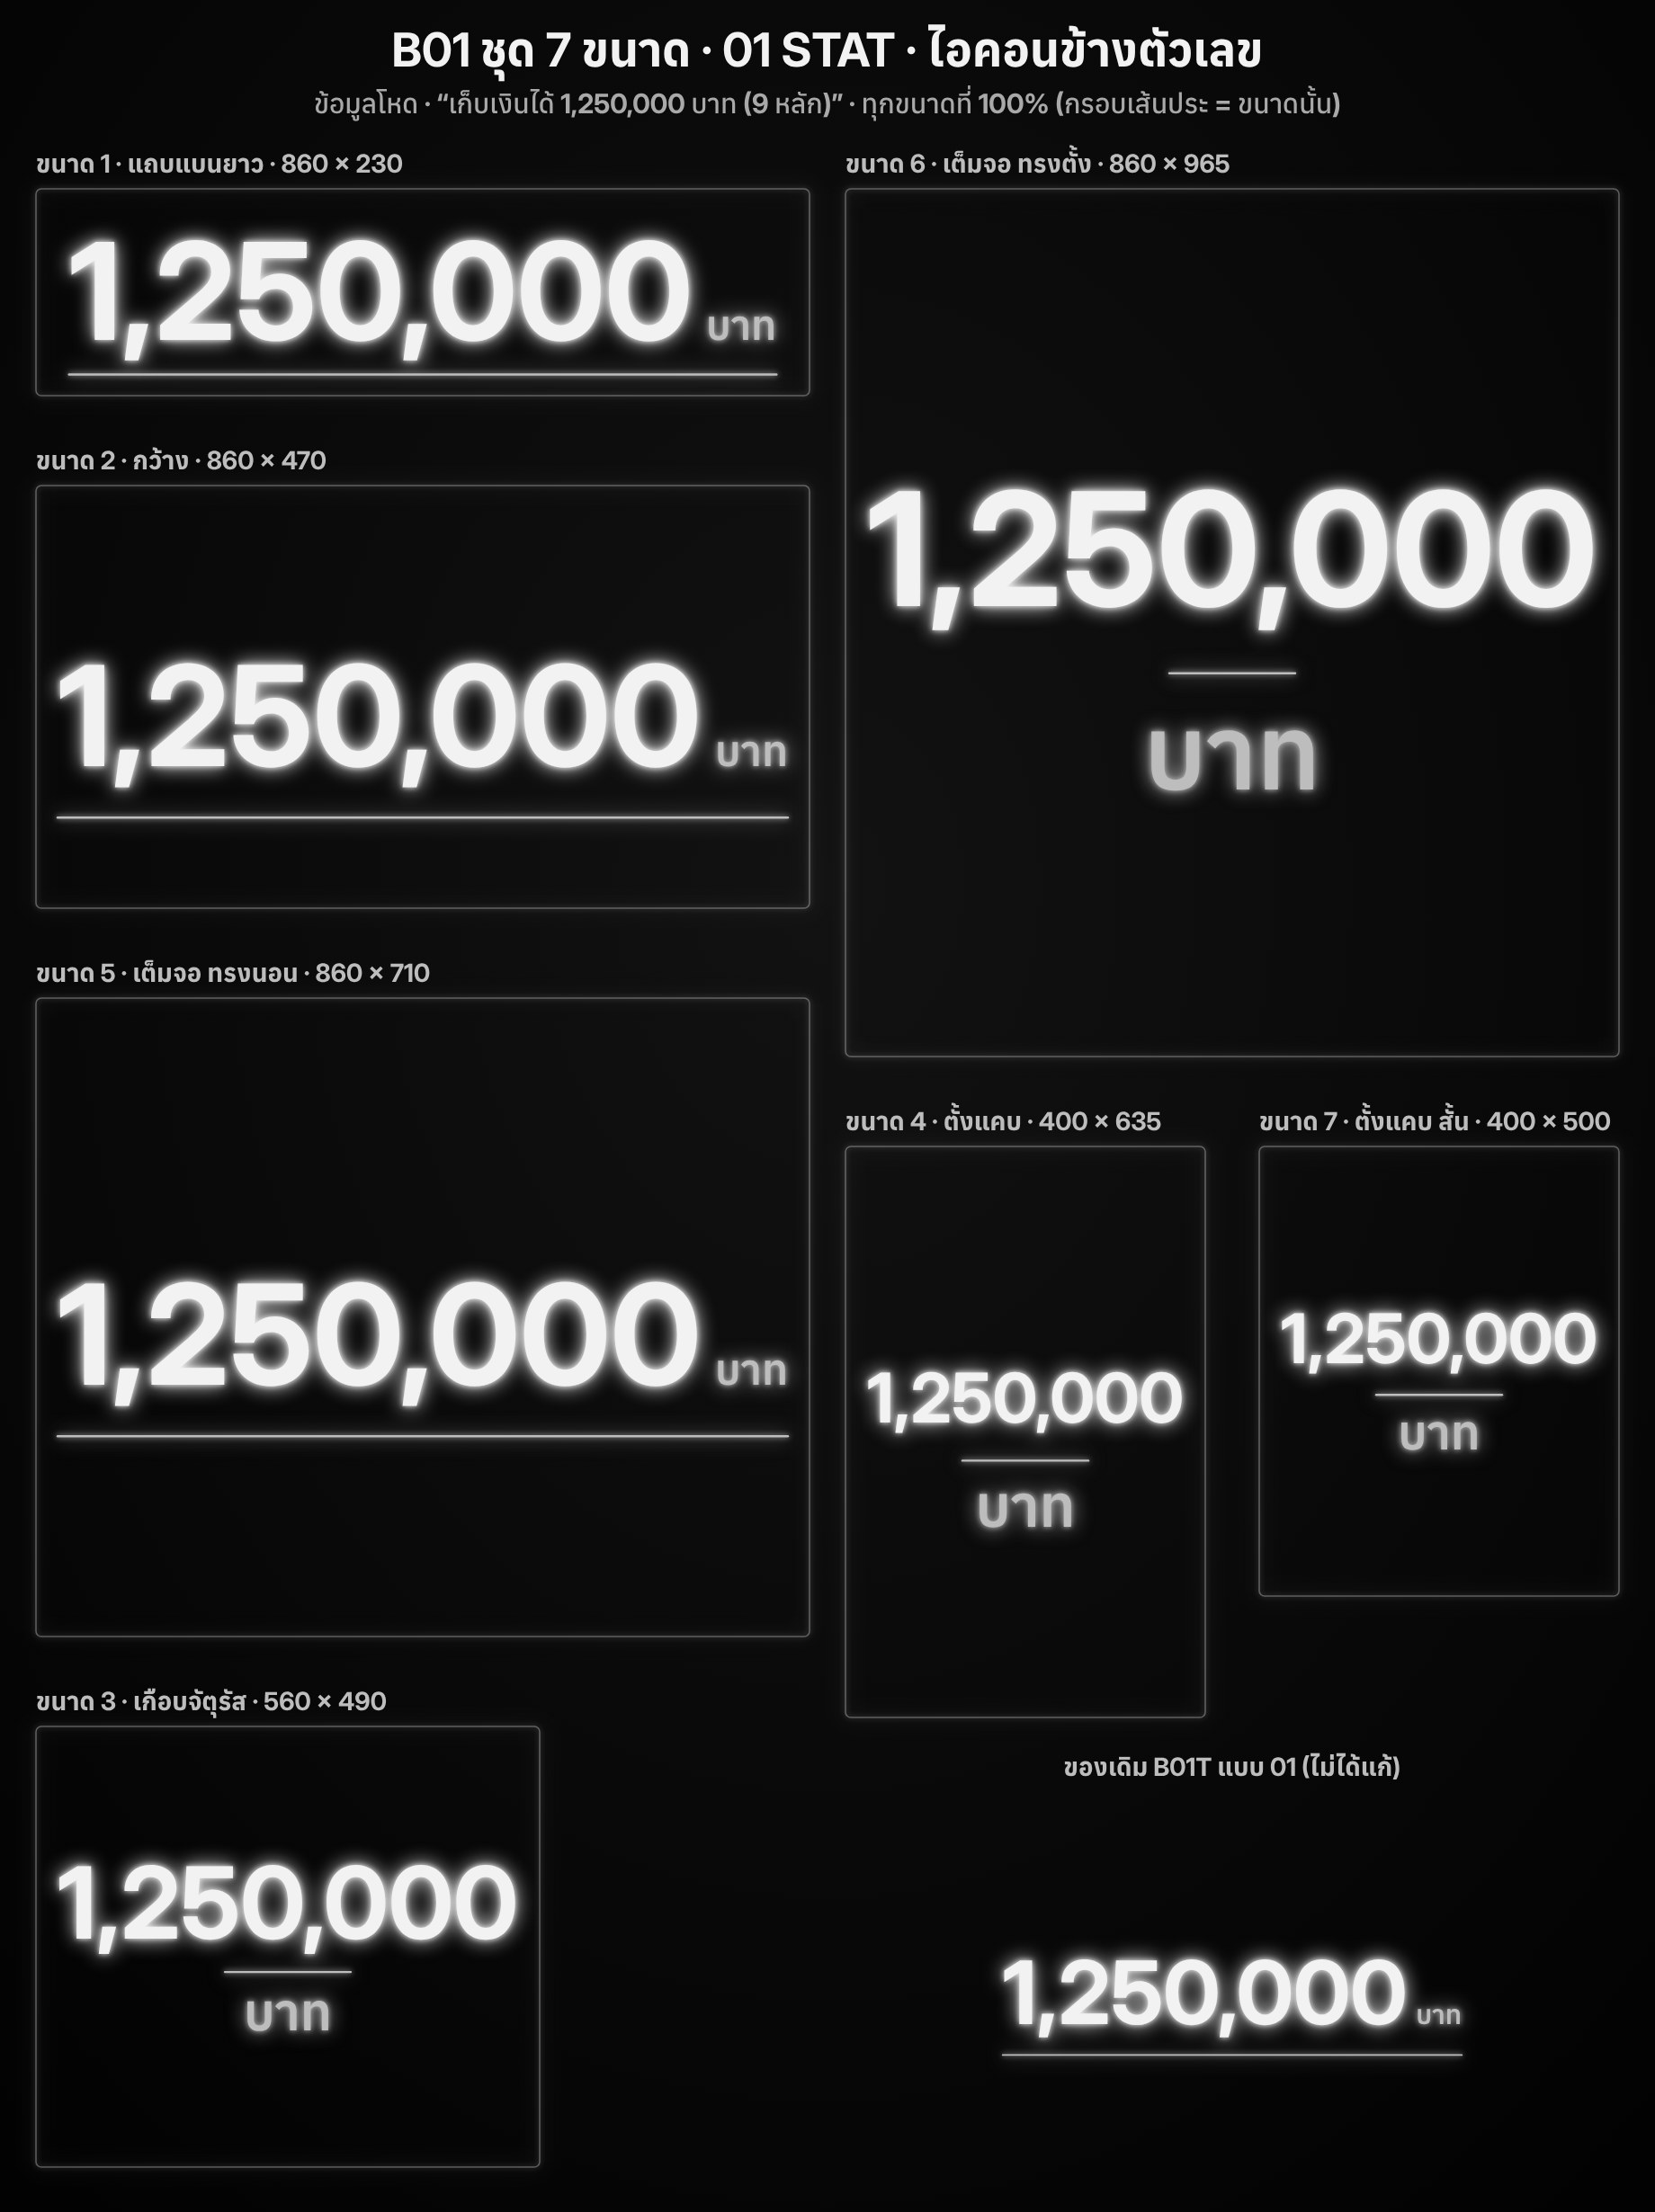 B01 ชุด 7 ขนาด · 01 STAT · ไอคอนข้างตัวเลข
ข้อมูลโหด · “เก็บเงินได้ 1,250,000 บาท (9 หลัก)” · ทุกขนาดที่ 100% (กรอบเส้นประ = ขนาดนั้น)
ขนาด 1 · แถบแบนยาว · 860 × 230
1,250,000 บาท
ขนาด 2 · กว้าง · 860 × 470
1,250,000 บาท
ขนาด 5 · เต็มจอ ทรงนอน · 860 × 710
1,250,000 บาท
ขนาด 3 · เกือบจัตุรัส · 560 × 490
1,250,000
บาท
ขนาด 6 · เต็มจอ ทรงตั้ง · 860 × 965
1,250,000
บาท
ขนาด 4 · ตั้งแคบ · 400 × 635
1,250,000
บาท
ขนาด 7 · ตั้งแคบ สั้น · 400 × 500
1,250,000
บาท
ของเดิม B01T แบบ 01 (ไม่ได้แก้)
1,250,000 บาท